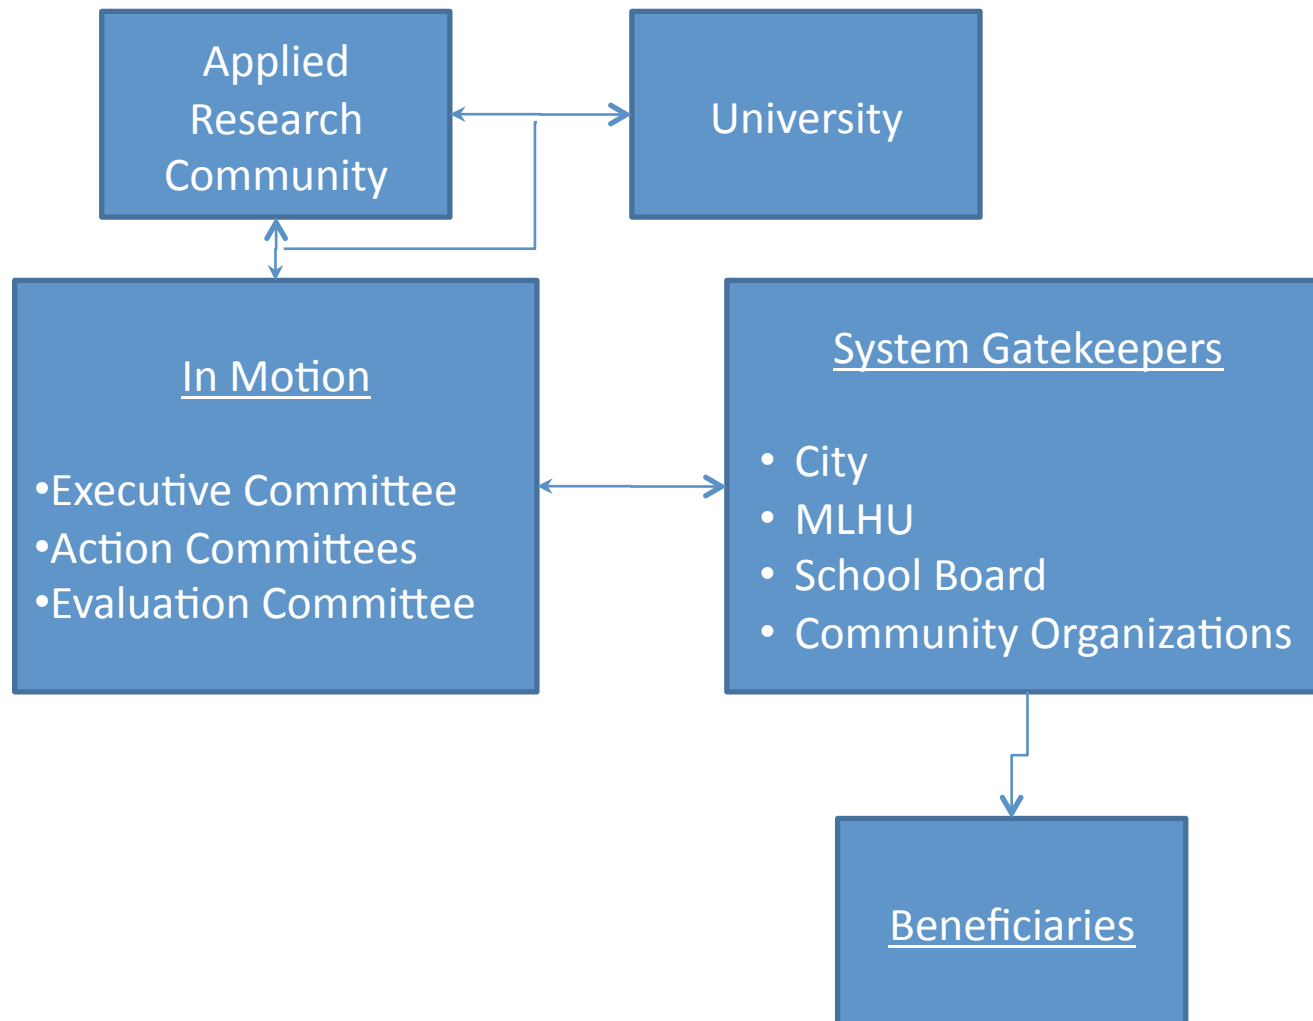 Applied
Research
Community
University
In Motion
•Executive Committee
•Action Committees
•Evaluation Committee
System Gatekeepers
• City
• MLHU
• School Board
• Community Organizations
Beneficiaries